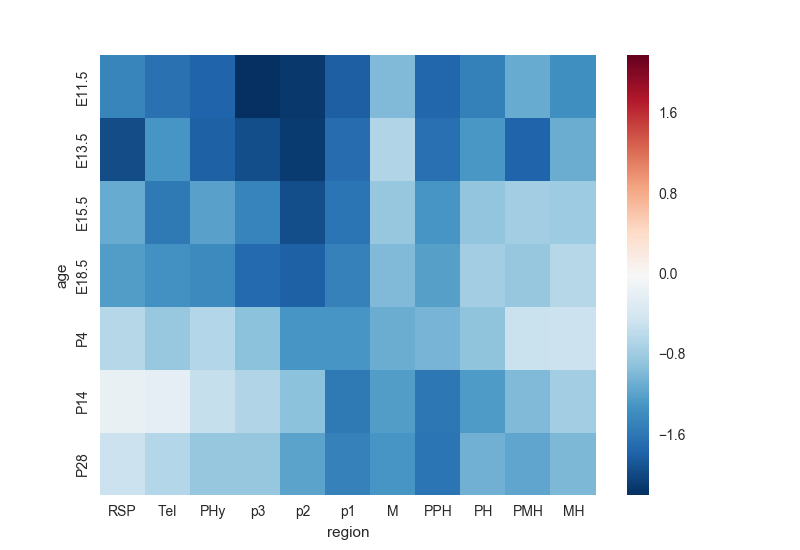 age
E11.5
E13.5
E15.5
E18.5
P4
P14
P28
RSP Tel PHy p3 p2 p1 M PPH PH PMH MH
region
1.6
0.8
0.0
−0.8
−1.6